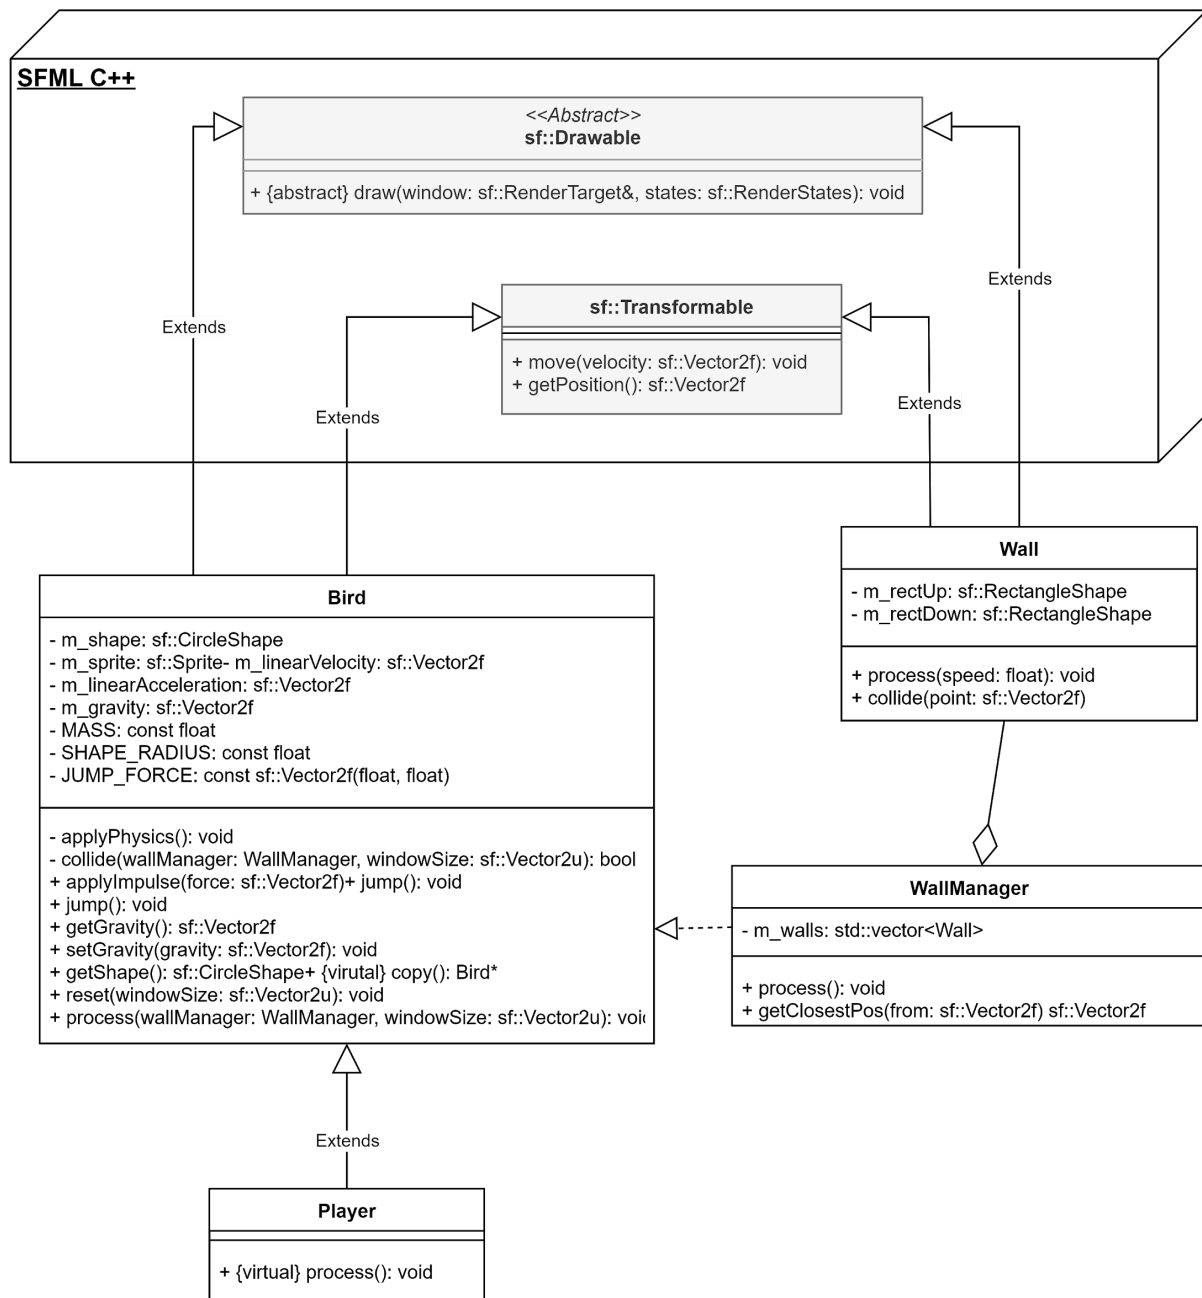 SFML C++
<<Abstract>>
sf::Drawable
+ {abstract} draw(window: sf::RenderTarget&, states: sf::RenderStates): void
Extends
Extends
sf::Transformable
+ move(velocity: sf::Vector2f): void
+ getPosition(): sf::Vector2f
Extends
Extends
Wall
- m_rectUp: sf::RectangleShape
- m_rectDown: sf::RectangleShape
+ process(speed: float): void
+ collide(point: sf::Vector2f)
Bird
- m_shape: sf::CircleShape
- m_sprite: sf::Sprite- m_linearVelocity: sf::Vector2f
- m_linearAcceleration: sf::Vector2f
- m_gravity: sf::Vector2f
- MASS: const float
- SHAPE_RADIUS: const float
- JUMP_FORCE: const sf::Vector2f(float, float)
- applyPhysics(): void
- collide(wallManager: WallManager, windowSize: sf::Vector2u): bool
+ applyImpulse(force: sf::Vector2f)+ jump(): void
+ jump(): void
+ getGravity(): sf::Vector2f
+ setGravity(gravity: sf::Vector2f): void
+ getShape(): sf::CircleShape+ {virutal} copy(): Bird*
+ reset(windowSize: sf::Vector2u): void
+ process(wallManager: WallManager, windowSize: sf::Vector2u): void
WallManager
- m_walls: std::vector<Wall>
+ process(): void
+ getClosestPos(from: sf::Vector2f) sf::Vector2f
Extends
Player
+ {virtual} process(): void